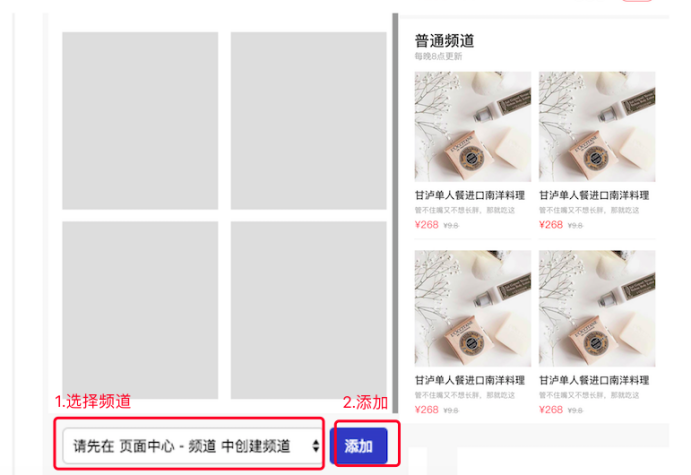 1.选择频道
2.添加
请先在 页面中心 - 频道 中创建频道
添加
普通频道
每晚8点更新
甘泸单人餐进口南洋料理
甘泸单人餐进口南洋料理
管不住嘴又不想长胖，那就吃这
管不住嘴又不想长胖，那就吃这
¥268 ¥9.8
¥268 ¥9.8
甘泸单人餐进口南洋料理
甘泸单人餐进口南洋料理
管不住嘴又不想长胖，那就吃这
管不住嘴又不想长胖，那就吃这
¥268 ¥9.8
¥268 ¥9.8